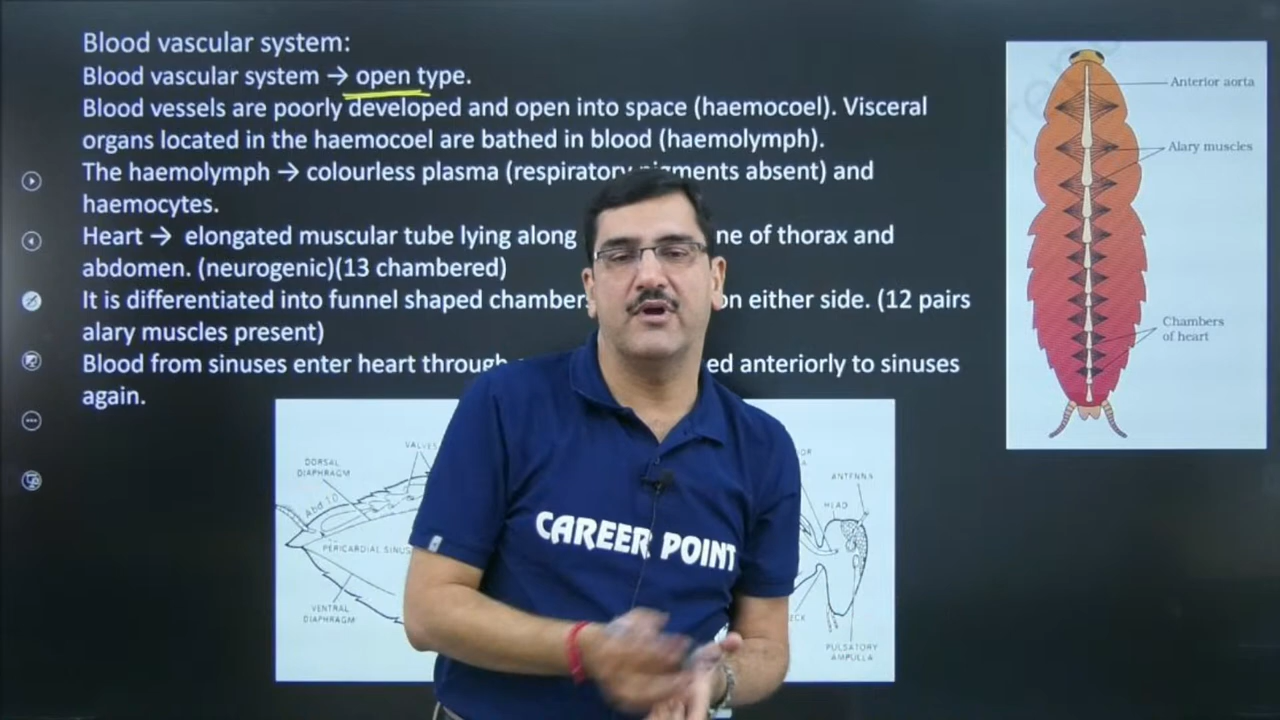 Blood vascular system:
Blood vascular system → open type.
Blood vessels are poorly developed and open into space (haemocoel). Visceral
organs located in the haemocoel are bathed in blood (haemolymph).
The haemolymph → colourless plasma (respiratory pigments absent) and
haemocytes.
Heart → elongated muscular tube lying along ne of thorax and
abdomen. (neurogenic)(13 chambered)
It is differentiated into funnel shaped chambers on either side. (12 pairs
alary muscles present)
Blood from sinuses enter heart through ed anteriorly to sinuses
again.
Anterior aorta
Alary muscles
Chambers
of heart
VALVES
DORSAL
DIAPHRAGM
Abd 10
PERICARDIAL SINUS
VENTRAL
DIAPHRAGM
ANTENNA
HEAD
PULSATORY
AMPULLA
CAREER POINT